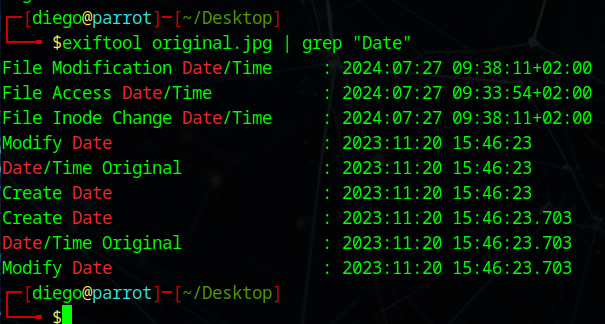 ┌─[diego@parrot]─[~/Desktop]
└──╼ $exiftool original.jpg | grep "Date"
File Modification Date/Time     : 2024:07:27 09:38:11+02:00
File Access Date/Time           : 2024:07:27 09:33:54+02:00
File Inode Change Date/Time     : 2024:07:27 09:38:11+02:00
Modify Date                     : 2023:11:20 15:46:23
Date/Time Original              : 2023:11:20 15:46:23
Create Date                     : 2023:11:20 15:46:23
Create Date                     : 2023:11:20 15:46:23.703
Date/Time Original              : 2023:11:20 15:46:23.703
Modify Date                     : 2023:11:20 15:46:23.703
┌─[diego@parrot]─[~/Desktop]
└──╼ $